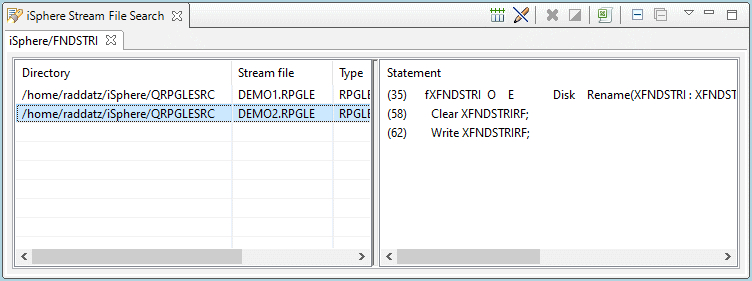 iSphere Stream File Search
iSphere/FNDSTRI
Directory Stream file Type
/home/raddatz/iSphere/QRPGLESRC DEMO1.RPGLE RPGLE
/home/raddatz/iSphere/QRPGLESRC DEMO2.RPGLE RPGLE
Statement
(35) fXFNDSTRI O E Disk Rename(XFNDSTRI : XFNDST
(58) Clear XFNDSTRIRF;
(62) Write XFNDSTRIRF;